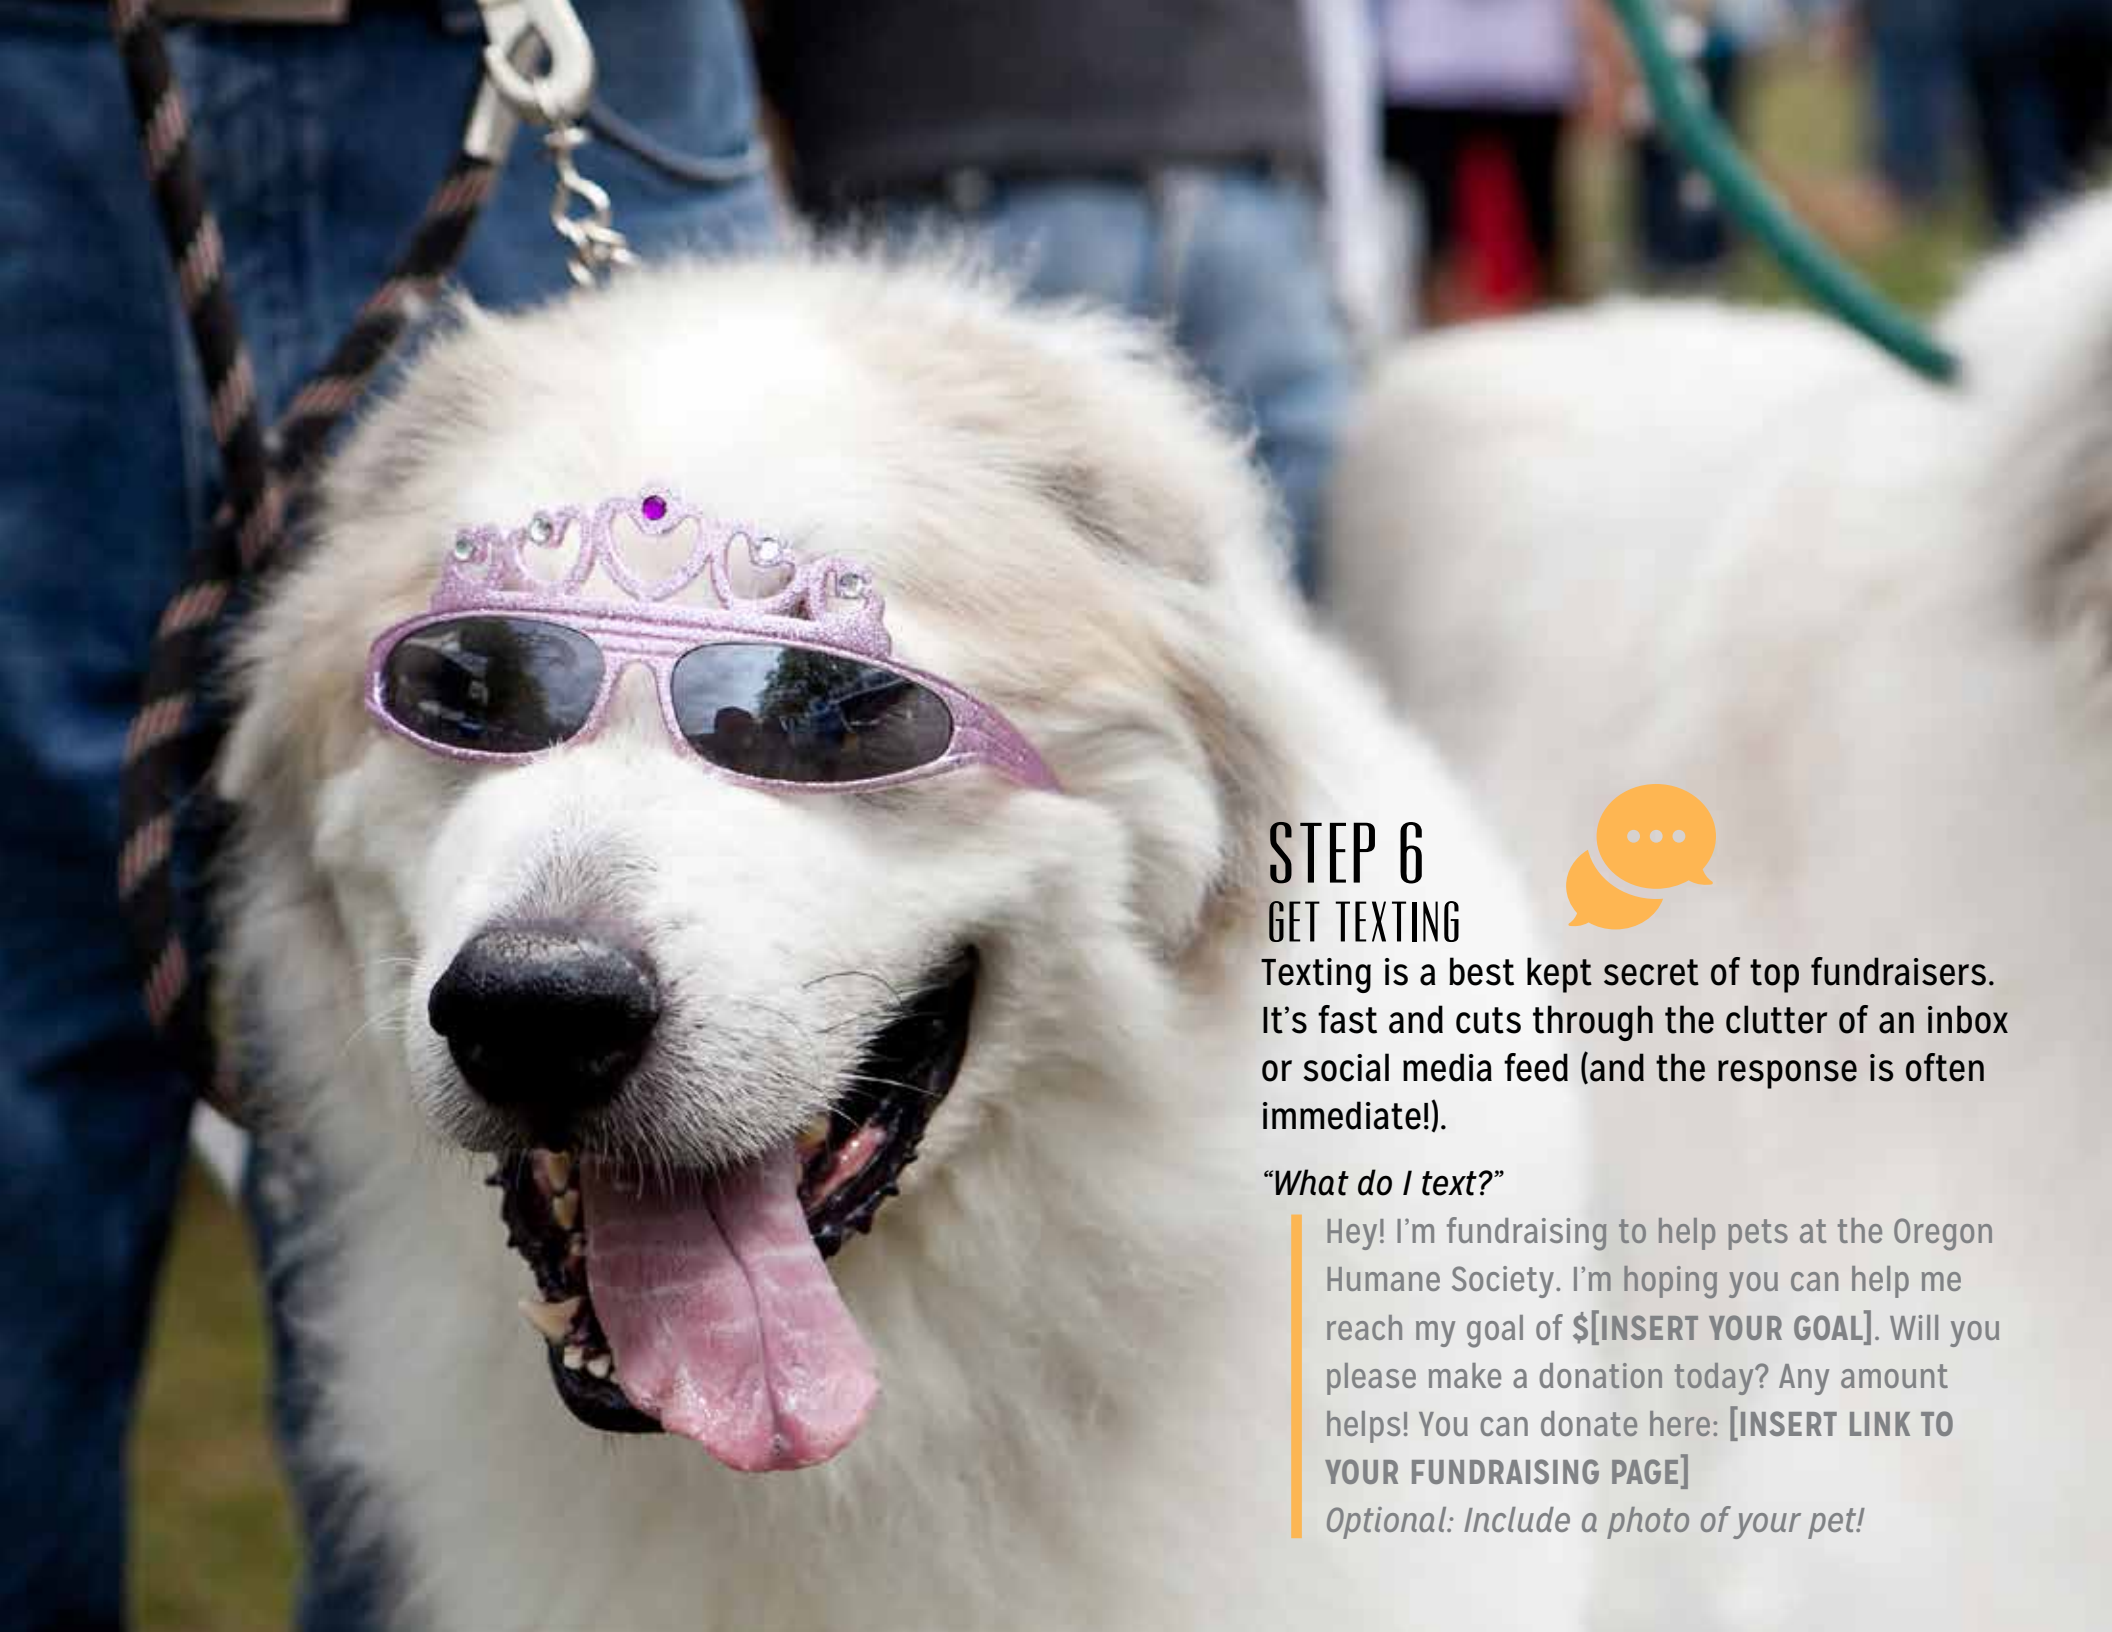 STEP 6
GET TEXTING
Texting is a best kept secret of top fundraisers.
It’s fast and cuts through the clutter of an inbox
or social media feed (and the response is often
immediate!).
“What do I text?”
Hey! I’m fundraising to help pets at the Oregon
Humane Society. I’m hoping you can help me
reach my goal of $[INSERT YOUR GOAL]. Will you
please make a donation today? Any amount
helps! You can donate here: [INSERT LINK TO
YOUR FUNDRAISING PAGE]
Optional: Include a photo of your pet!